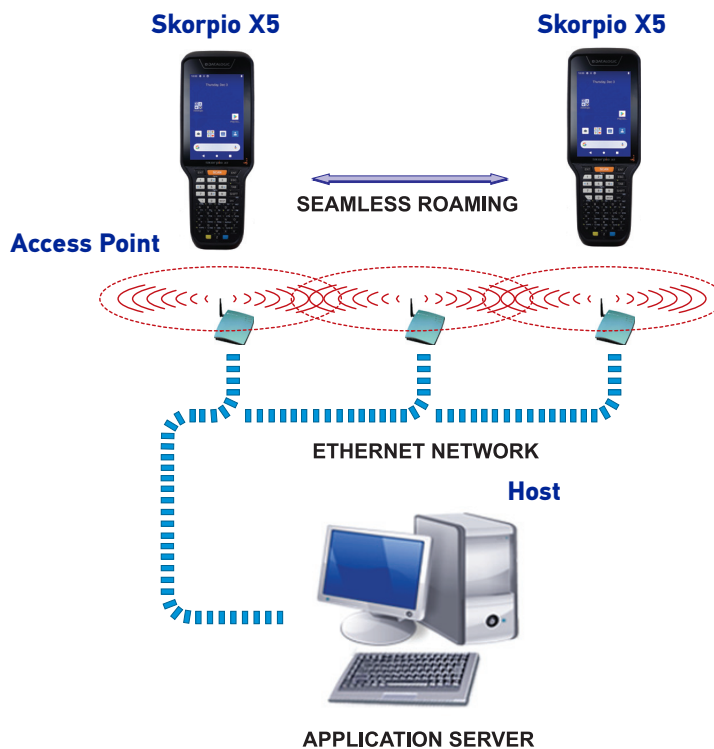 Skorpio X5
Skorpio X5
SEAMLESS ROAMING
Access Point
ETHERNET NETWORK
Host
APPLICATION SERVER